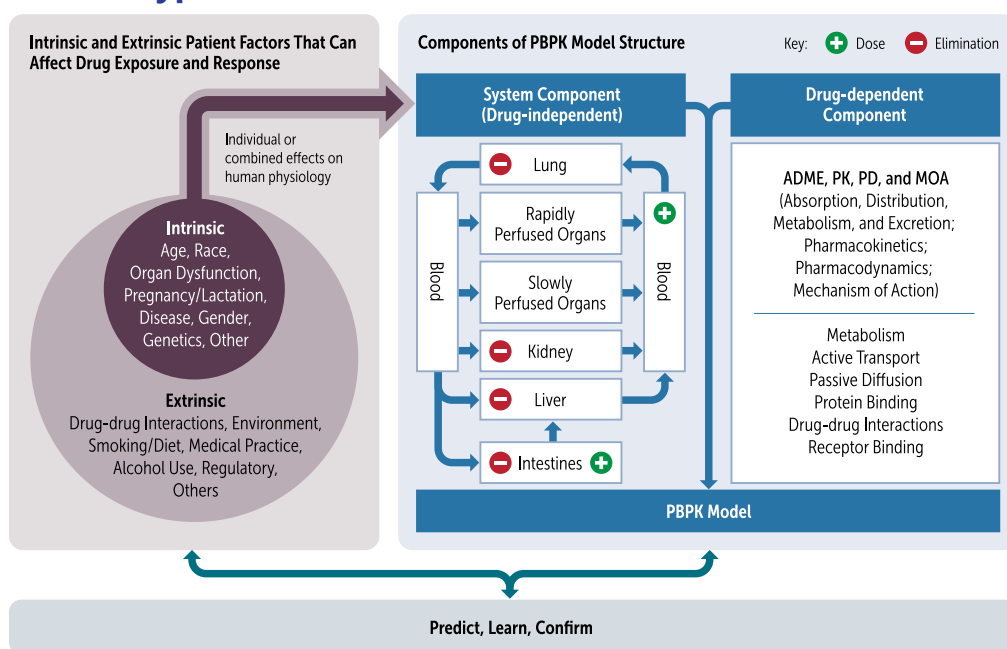 Intrinsic and Extrinsic Patient Factors That Can
Affect Drug Exposure and Response
Individual or
combined effects on
human physiology
Intrinsic
Age, Race,
Organ Dysfunction,
Pregnancy/Lactation,
Disease, Gender,
Genetics, Other
Extrinsic
Drug-drug Interactions, Environment,
Smoking/Diet, Medical Practice,
Alcohol Use, Regulatory,
Others
Components of PBPK Model Structure
Key: Dose Elimination
System Component
(Drug-independent)
Lung
Rapidly
Perfused Organs
Slowly
Perfused Organs
Kidney
Liver
Intestines
Blood
Blood
Drug-dependent
Component
ADME, PK, PD, and MOA
(Absorption, Distribution,
Metabolism, and Excretion;
Pharmacokinetics;
Pharmacodynamics;
Mechanism of Action)
Metabolism
Active Transport
Passive Diffusion
Protein Binding
Drug-drug Interactions
Receptor Binding
PBPK Model
Predict, Learn, Confirm